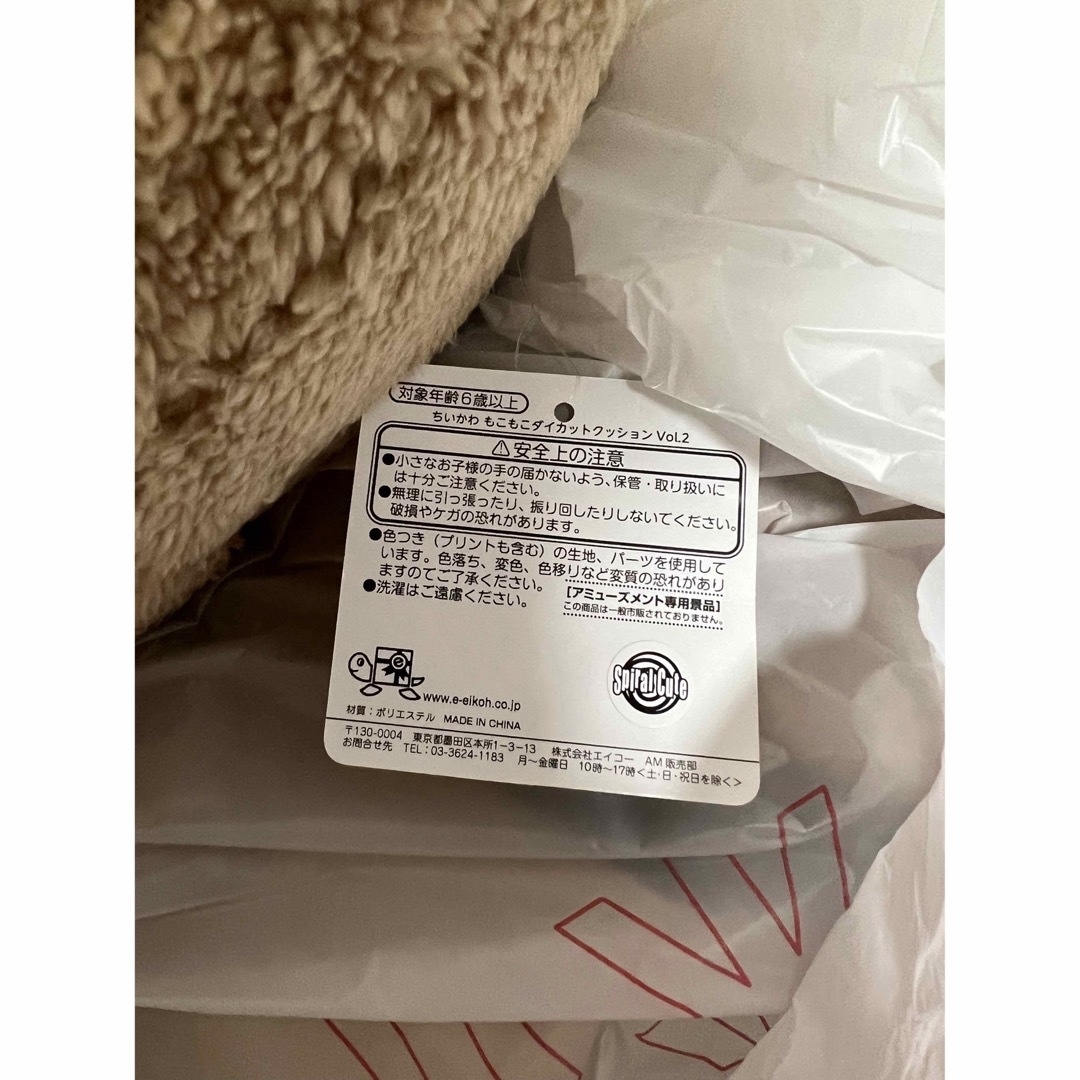 対象年齢6歳以上
ちいかわ もこもこダイカットクッション Vol.2
⚠安全上の注意
●小さなお子様の手の届かないよう、保管・取り扱いに
は十分ご注意ください。
●無理に引っ張ったり、振り回したりしないてください。
破損やケガの恐れがあります。
●色つき（プリントも含む）の生地、パーツを使用して
います。色落ち、変色、色移りなど変質の恐れがあり
ますのてご了承ください。
●洗濯はご遠慮ください。
【アミューズメント専用景品】
この商品は一般市販されておりません。
e
www.e-eikoh.co.jp
Spiral Cute
材質：ポリエステル MADE IN CHINA
〒130-0004 東京都墨田区本所1-3-13 株式会社エイコー AM販売部
お問合せ先 TEL：03-3624-1183 月～金曜日 10時～17時＜土・日・祝日を除く＞